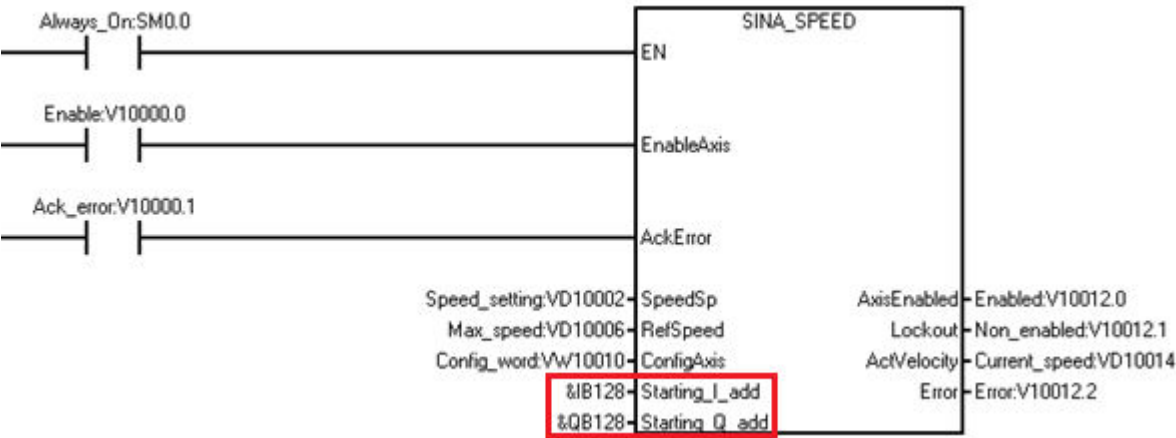 Always_On:SM0.0
SINA_SPEED
EN
Enable:V10000.0
EnableAxis
Ack_error:V10000.1
AckError
Speed_setting:VD10002 SpeedSp AxisEnabled Enabled:V10012.0
Max_speed:VD10006 RefSpeed Lockout Non_enabled:V10012.1
Config_word:VW10010 ConfigAxis ActVelocity Current_speed:VD10014
&IB128 Starting_I_add Error Error:V10012.2
&QB128 Starting_Q_add